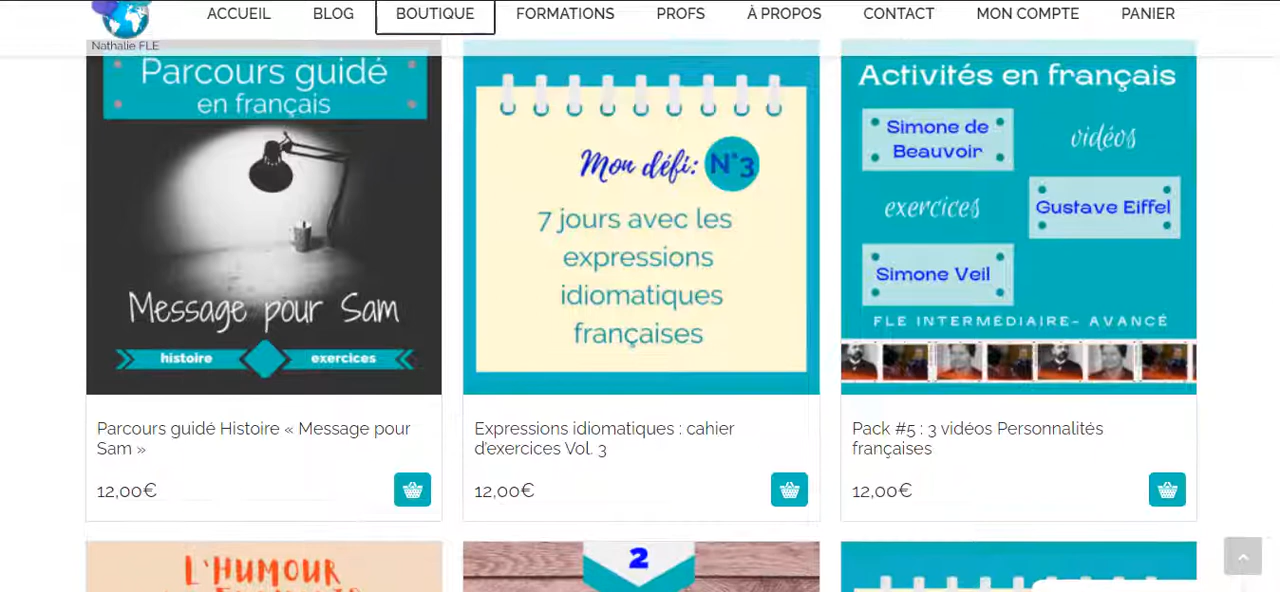 ACCUEIL BLOG BOUTIQUE FORMATIONS PROFS À PROPOS CONTACT MON COMPTE PANIER
Nathalie FLE
Parcours guidé
en français
Message pour Sam
histoire exercices
Parcours guidé Histoire « Message pour
Sam »
12,00€
Mon défi: N°3
7 jours avec les
expressions
idiomatiques
françaises
Expressions idiomatiques : cahier
d'exercices Vol. 3
12,00€
Activités en français
Simone de
Beauvoir
vidéos
exercices
Gustave Eiffel
Simone Veil
FLE INTERMÉDIAIRE- AVANCÉ
Pack #5 : 3 vidéos Personnalités
françaises
12,00€
L'HUMOUR
2